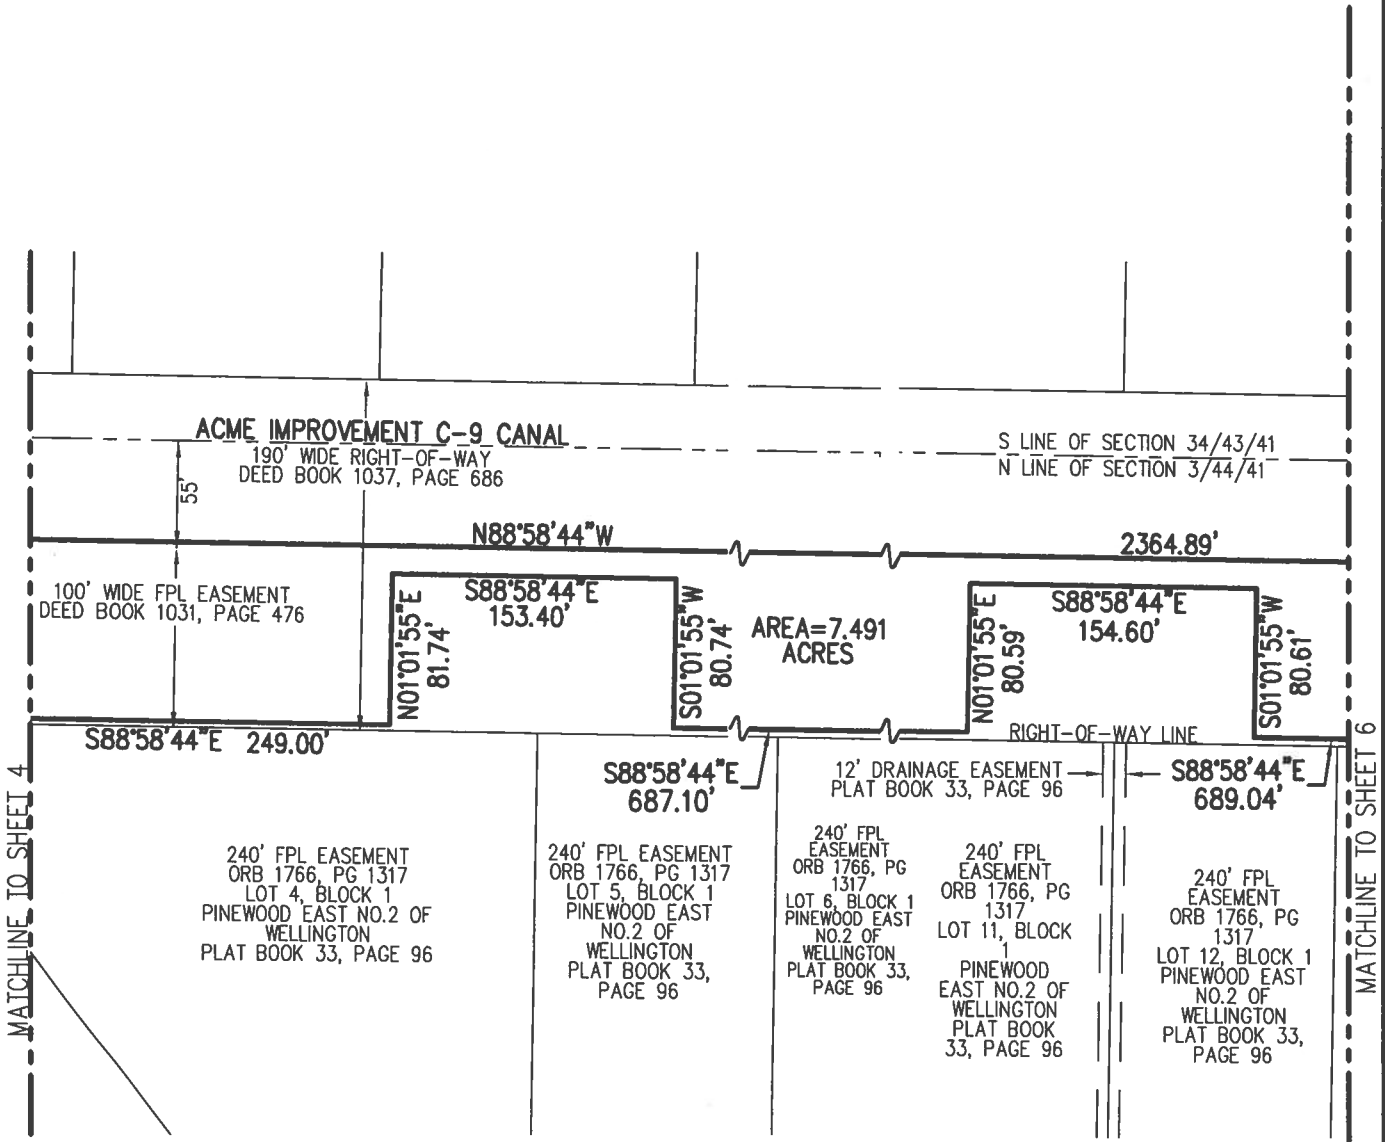 ACME IMPROVEMENT C-9 CANAL
190' WIDE RIGHT-OF-WAY
DEED BOOK 1037, PAGE 686
S LINE OF SECTION 34/43/41
N LINE OF SECTION 3/44/41
55'
N88°58'44"W
2364.89'
100' WIDE FPL EASEMENT
DEED BOOK 1031, PAGE 476
N01°01'55"E
81.74'
S88°58'44"E
153.40'
S01°01'55"W
80.74'
AREA=7.491
ACRES
N01°01'55"E
80.59'
S88°58'44"E
154.60'
S01°01'55"W
80.61'
S88°58'44"E 249.00'
RIGHT-OF-WAY LINE
S88°58'44"E
687.10'
12' DRAINAGE EASEMENT
PLAT BOOK 33, PAGE 96
S88°58'44"E
689.04'
MATCHLINE TO SHEET 4
240' FPL EASEMENT
ORB 1766, PG 1317
LOT 4, BLOCK 1
PINEWOOD EAST NO.2 OF
WELLINGTON
PLAT BOOK 33, PAGE 96
240' FPL EASEMENT
ORB 1766, PG 1317
LOT 5, BLOCK 1
PINEWOOD EAST
NO.2 OF
WELLINGTON
PLAT BOOK 33,
PAGE 96
240' FPL
EASEMENT
ORB 1766, PG
1317
LOT 6, BLOCK 1
PINEWOOD EAST
NO.2 OF
WELLINGTON
PLAT BOOK 33,
PAGE 96
240' FPL
EASEMENT
ORB 1766, PG
1317
LOT 11, BLOCK
1
PINEWOOD
EAST NO.2 OF
WELLINGTON
PLAT BOOK
33, PAGE 96
240' FPL
EASEMENT
ORB 1766, PG
1317
LOT 12, BLOCK 1
PINEWOOD EAST
NO.2 OF
WELLINGTON
PLAT BOOK 33,
PAGE 96
MATCHLINE TO SHEET 6